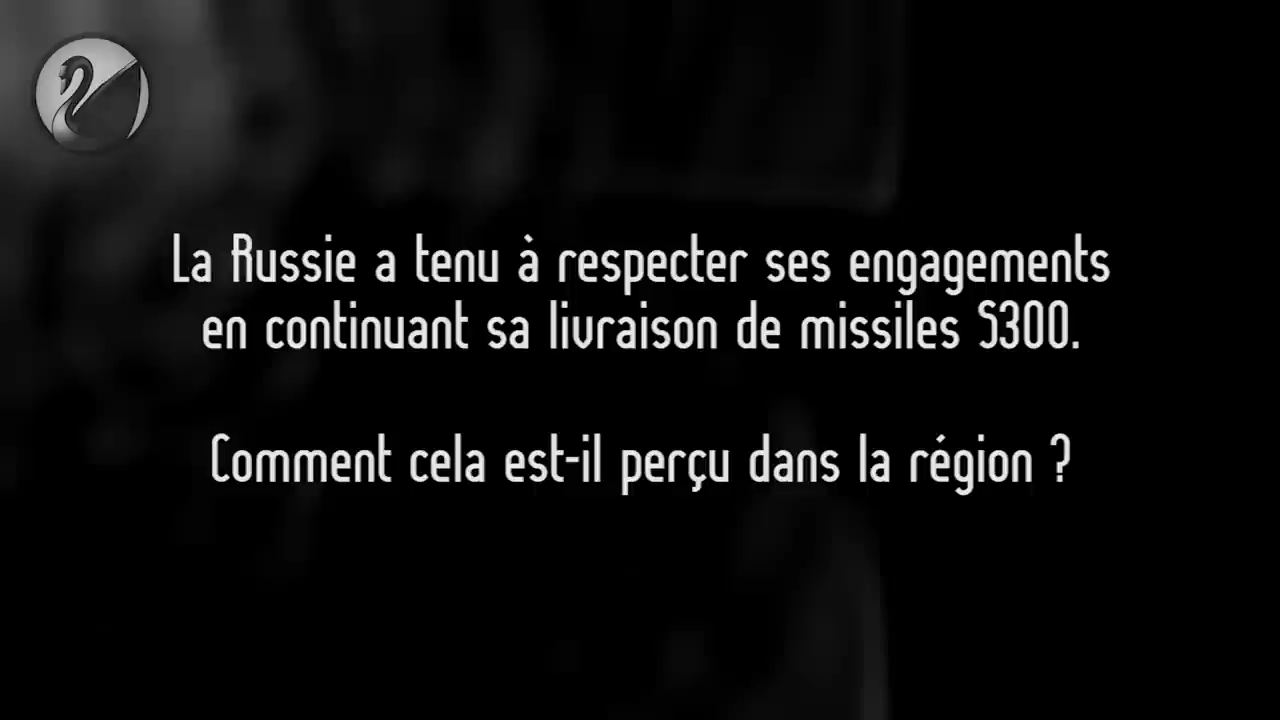 La Russie a tenu à respecter ses engagements
en continuant sa livraison de missiles S300.
Comment cela est-il perçu dans la région ?